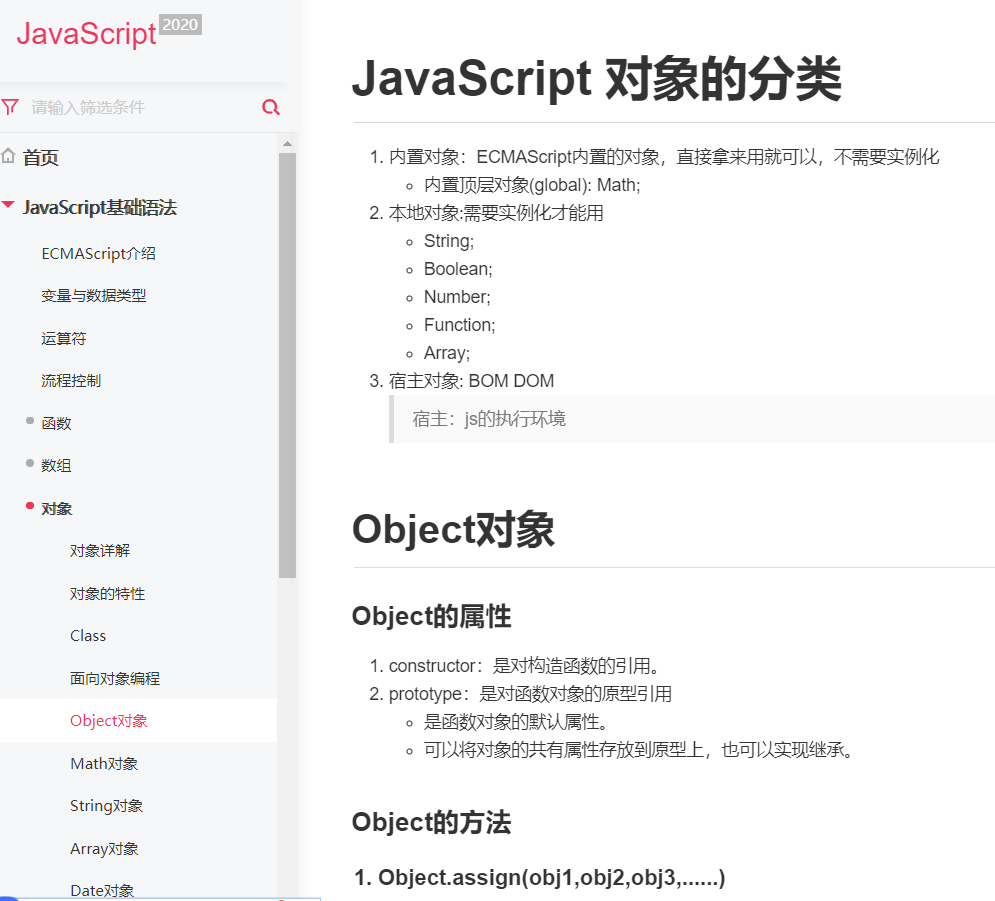 JavaScript 2020
请输入筛选条件
首页
JavaScript基础语法
ECMAScript介绍
变量与数据类型
运算符
流程控制
函数
数组
对象
对象详解
对象的特性
Class
面向对象编程
Object对象
Math对象
String对象
Array对象
Date对象
JavaScript 对象的分类
1. 内置对象：ECMAScript内置的对象，直接拿来用就可以，不需要实例化
内置顶层对象(global): Math;
2. 本地对象:需要实例化才能用
String;
Boolean;
Number;
Function;
Array;
3. 宿主对象: BOM DOM
宿主：js的执行环境
Object对象
Object的属性
1. constructor：是对构造函数的引用。
2. prototype：是对函数对象的原型引用
是函数对象的默认属性。
可以将对象的共有属性存放到原型上，也可以实现继承。
Object的方法
1. Object.assign(obj1,obj2,obj3,......)